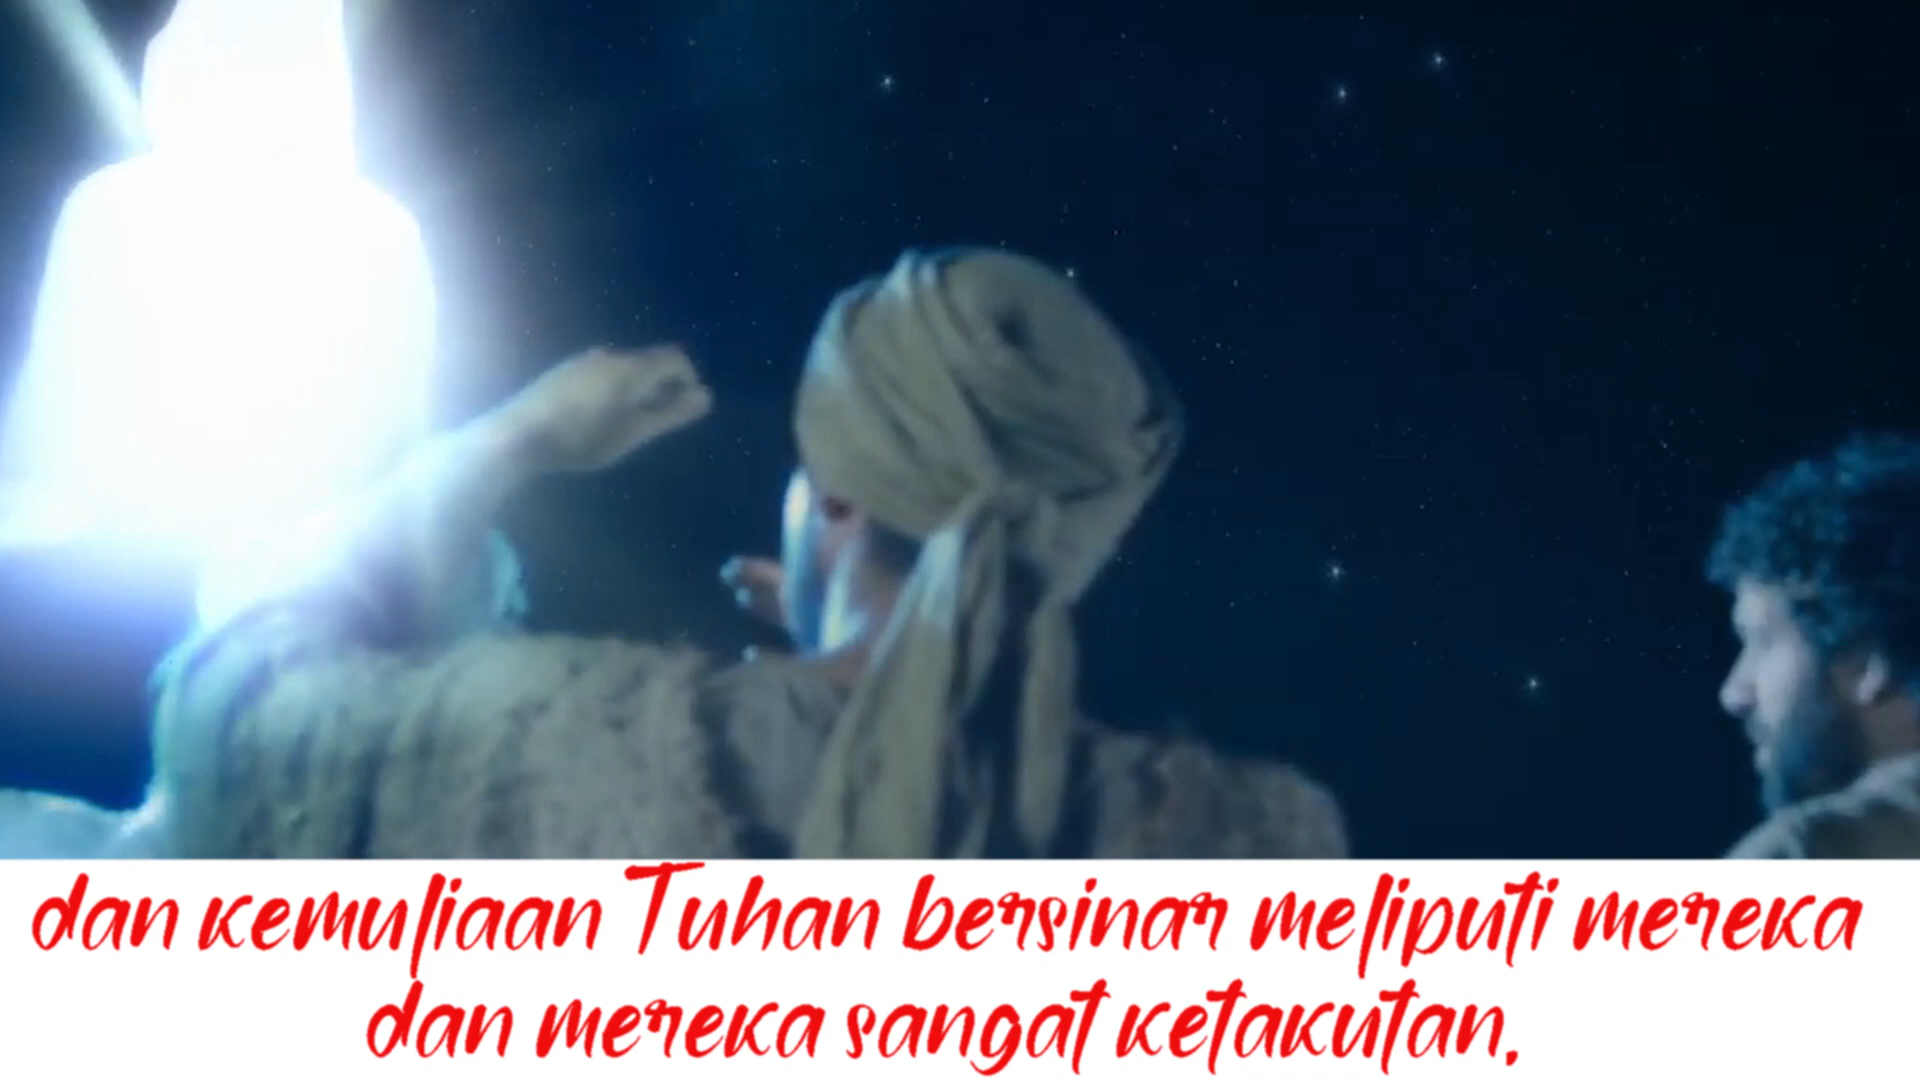 dan kemuliaan Tuhan bersinar meliputi mereka
dan mereka sangat ketakutan.